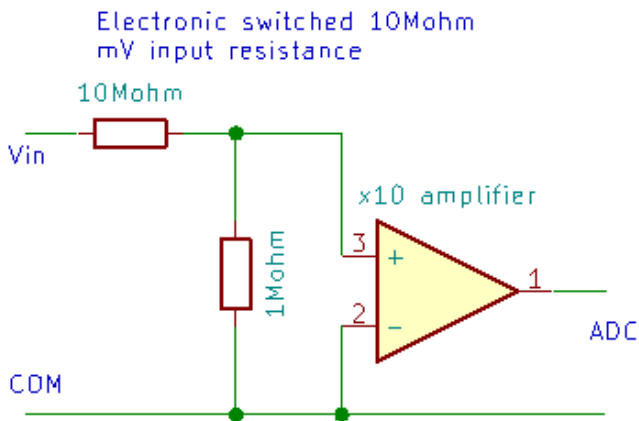 Electronic switched 10Mohm
mV input resistance
10Mohm
Vin
x10 amplifier
3
+
1Mohm
1
2
−
ADC
COM